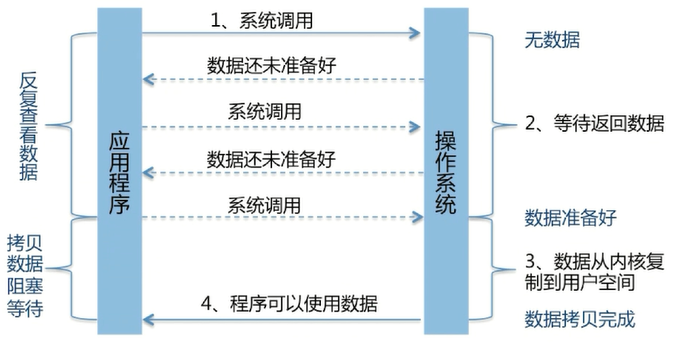 1、系统调用
无数据
数据还未准备好
反复查看数据
系统调用
2、等待返回数据
应用程序
操作系统
数据还未准备好
系统调用
数据准备好
拷贝
数据
阻塞
等待
3、数据从内核复
制到用户空间
4、程序可以使用数据
数据拷贝完成